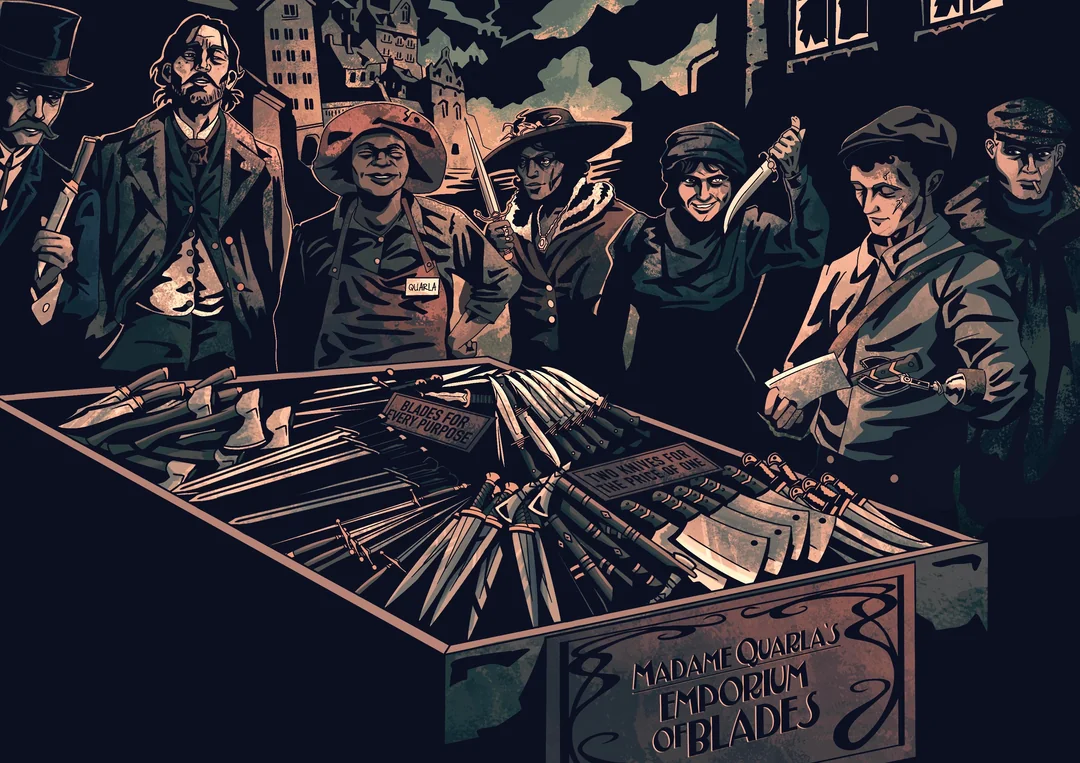 QUARLA
BLADES FOR
EVERY PURPOSE
TWO KNIVES FOR
THE PRICE OF ONE
MADAME QUARLA'S
EMPORIUM
OF BLADES